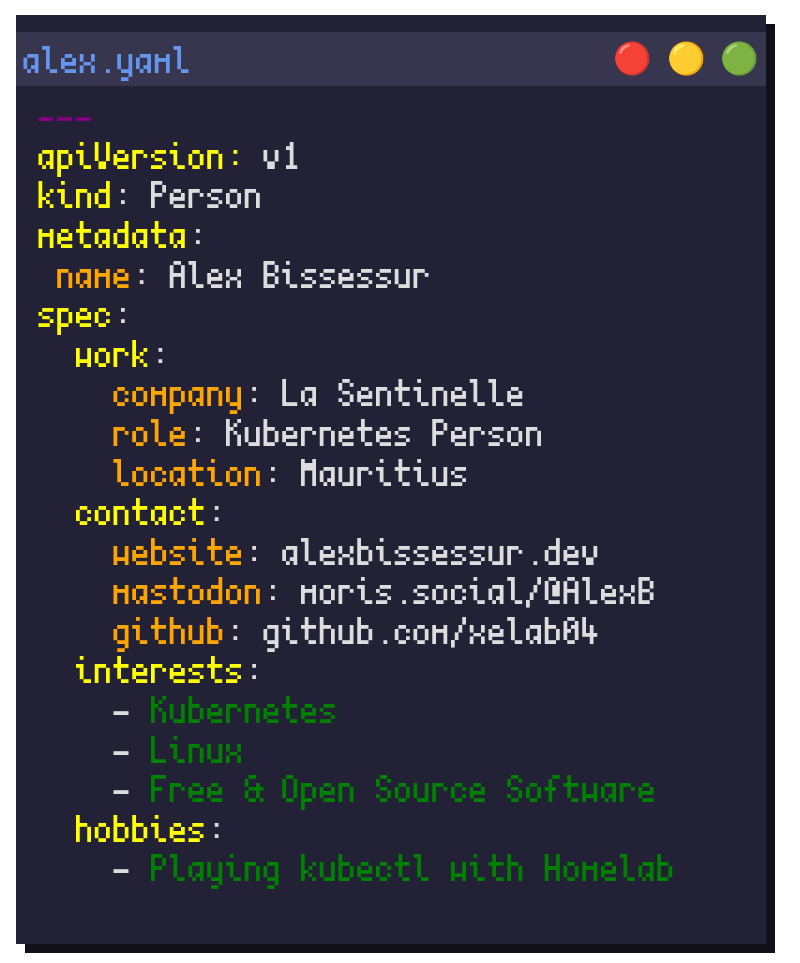 alex.yaml
---
apiVersion: v1
kind: Person
metadata:
 name: Alex Bissessur
spec:
  work:
    company: La Sentinelle
    role: Kubernetes Person
    location: Mauritius
  contact:
    website: alexbissessur.dev
    mastodon: moris.social/@AlexB
    github: github.com/xelab04
  interests:
    - Kubernetes
    - Linux
    - Free & Open Source Software
  hobbies:
    - Playing kubectl with Homelab